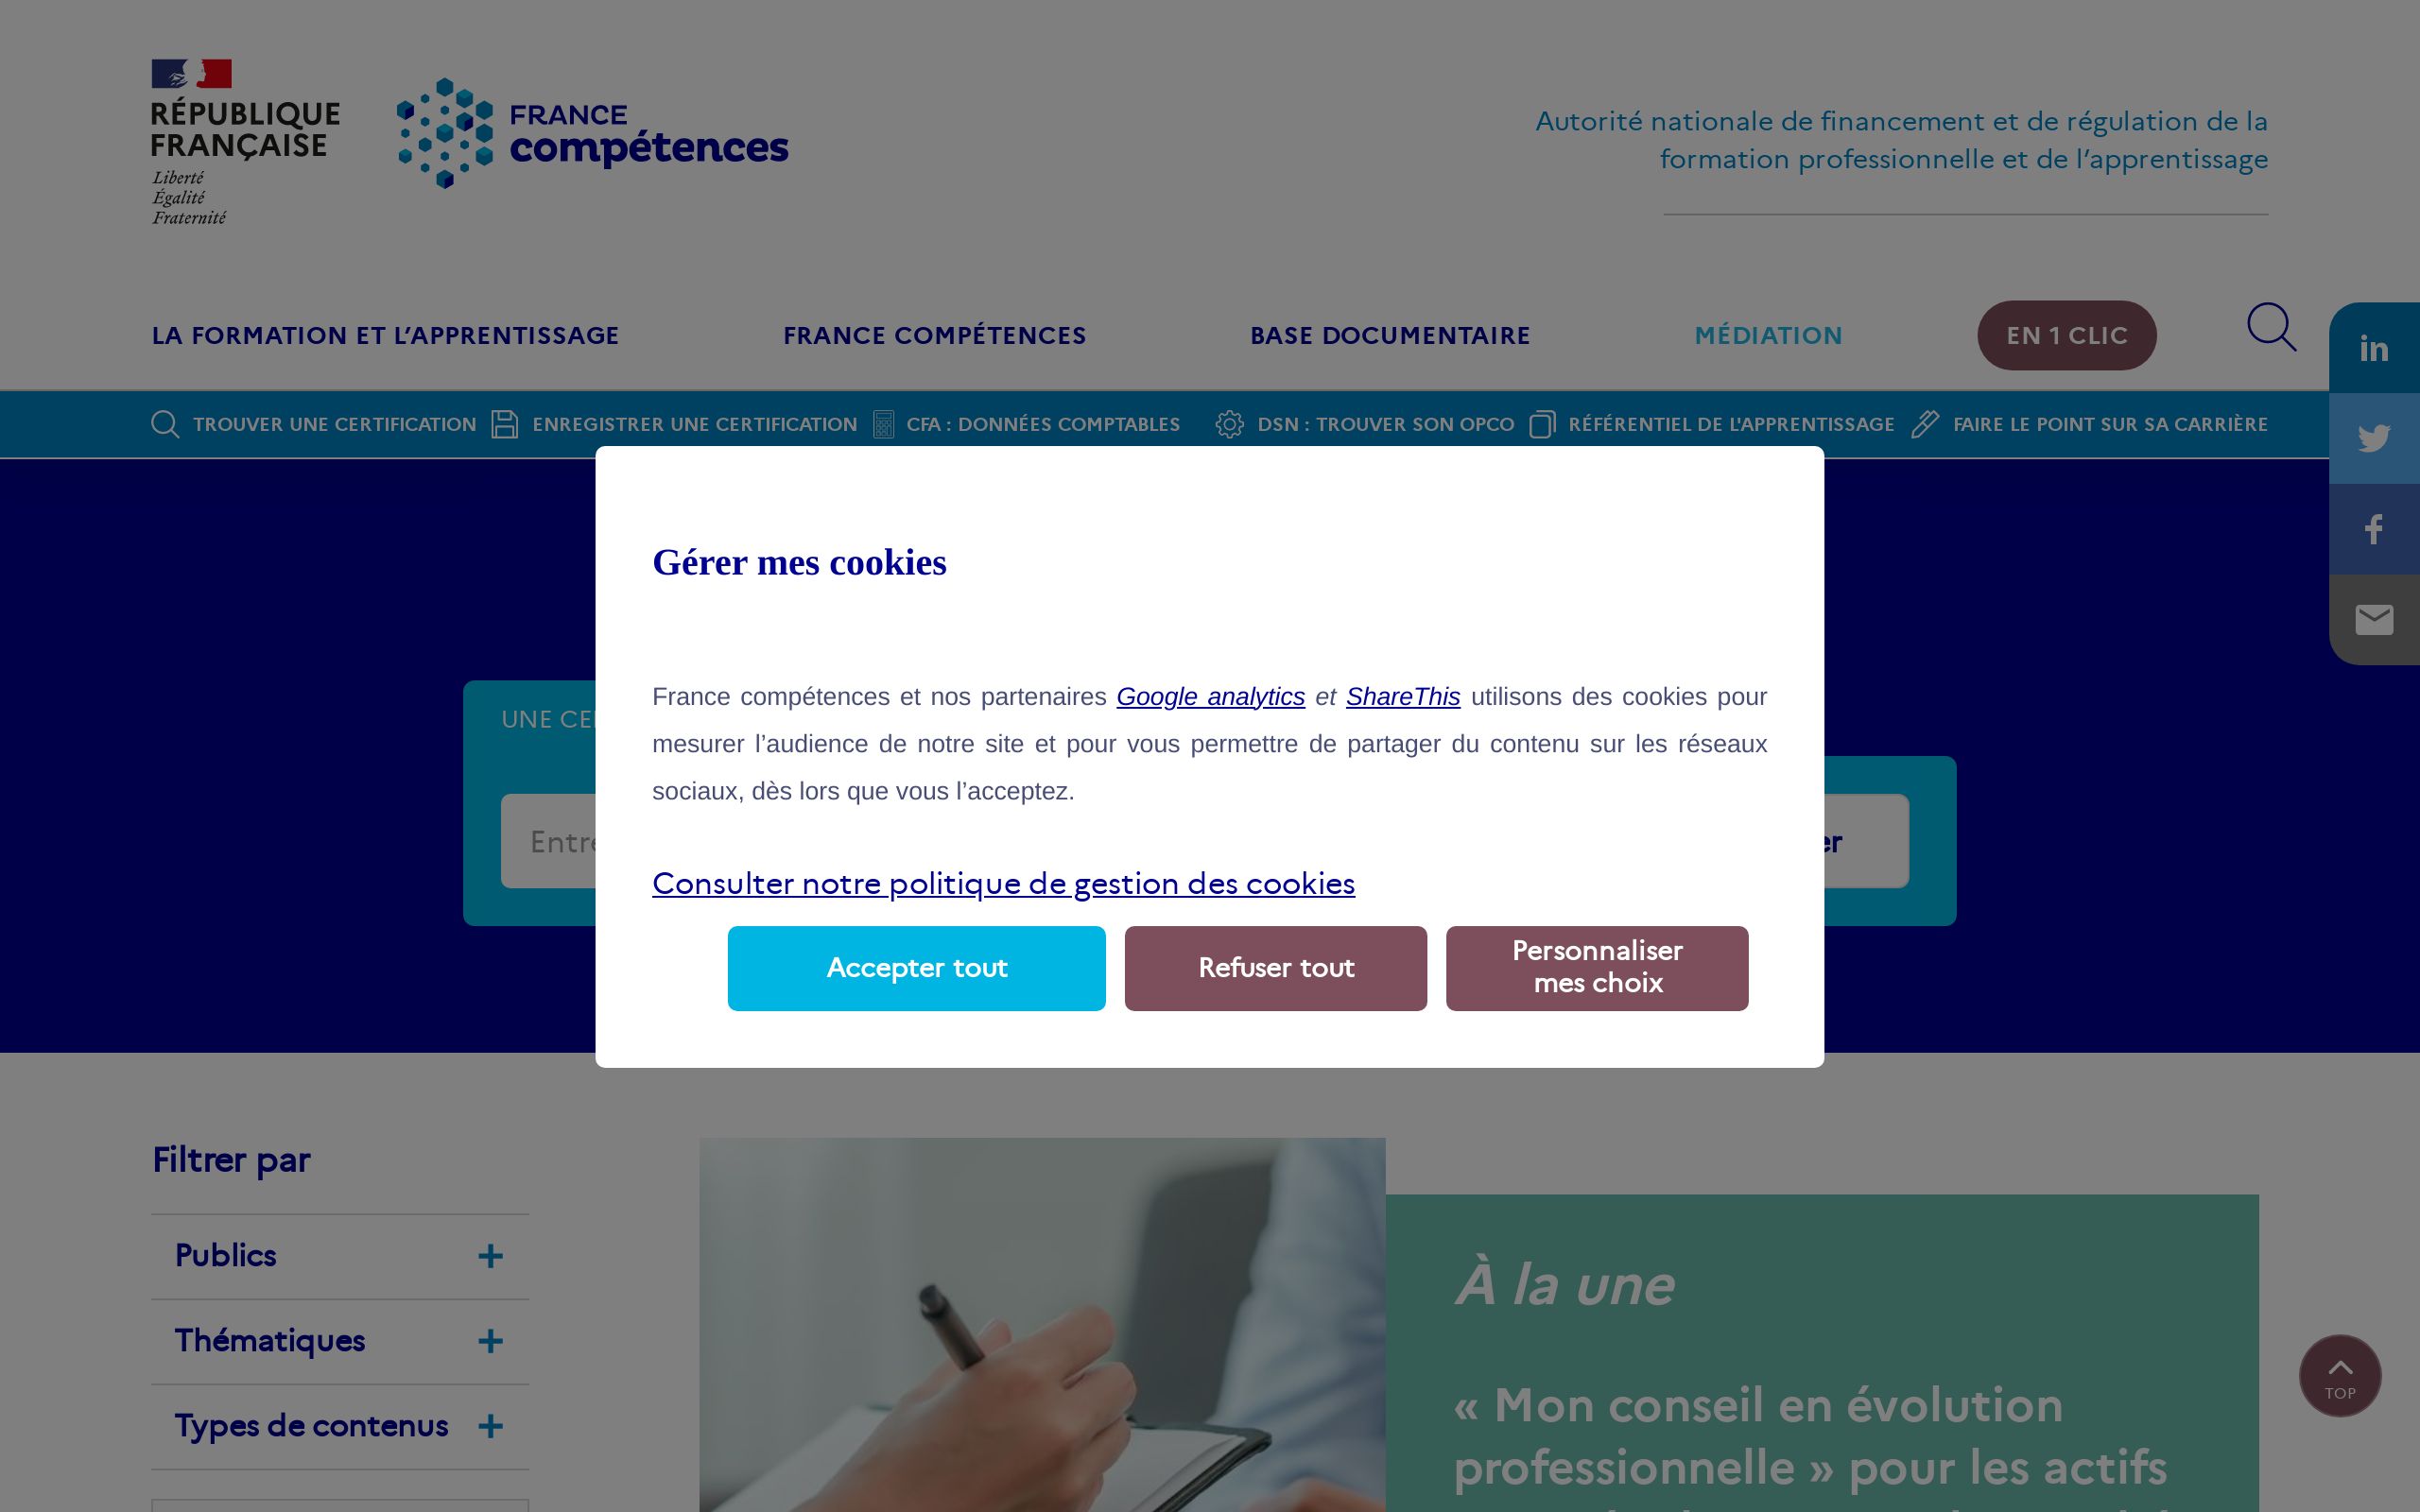 RÉPUBLIQUE
FRANÇAISE
Liberté
Égalité
Fraternité
FRANCE
compétences
Autorité nationale de financement et de régulation de la
formation professionnelle et de l’apprentissage
LA FORMATION ET L’APPRENTISSAGE FRANCE COMPÉTENCES BASE DOCUMENTAIRE MÉDIATION EN 1 CLIC
TROUVER UNE CERTIFICATION ENREGISTRER UNE CERTIFICATION CFA : DONNÉES COMPTABLES DSN : TROUVER SON OPCO RÉFÉRENTIEL DE L'APPRENTISSAGE FAIRE LE POINT SUR SA CARRIÈRE
Gérer mes cookies
France compétences et nos partenaires Google analytics et ShareThis utilisons des cookies pour
mesurer l’audience de notre site et pour vous permettre de partager du contenu sur les réseaux
sociaux, dès lors que vous l’acceptez.
Consulter notre politique de gestion des cookies
Accepter tout
Refuser tout
Personnaliser
mes choix
UNE
Filtrer par
Publics
Thématiques
Types de contenus
À la une
« Mon conseil en évolution
professionnelle » pour les actifs
TOP